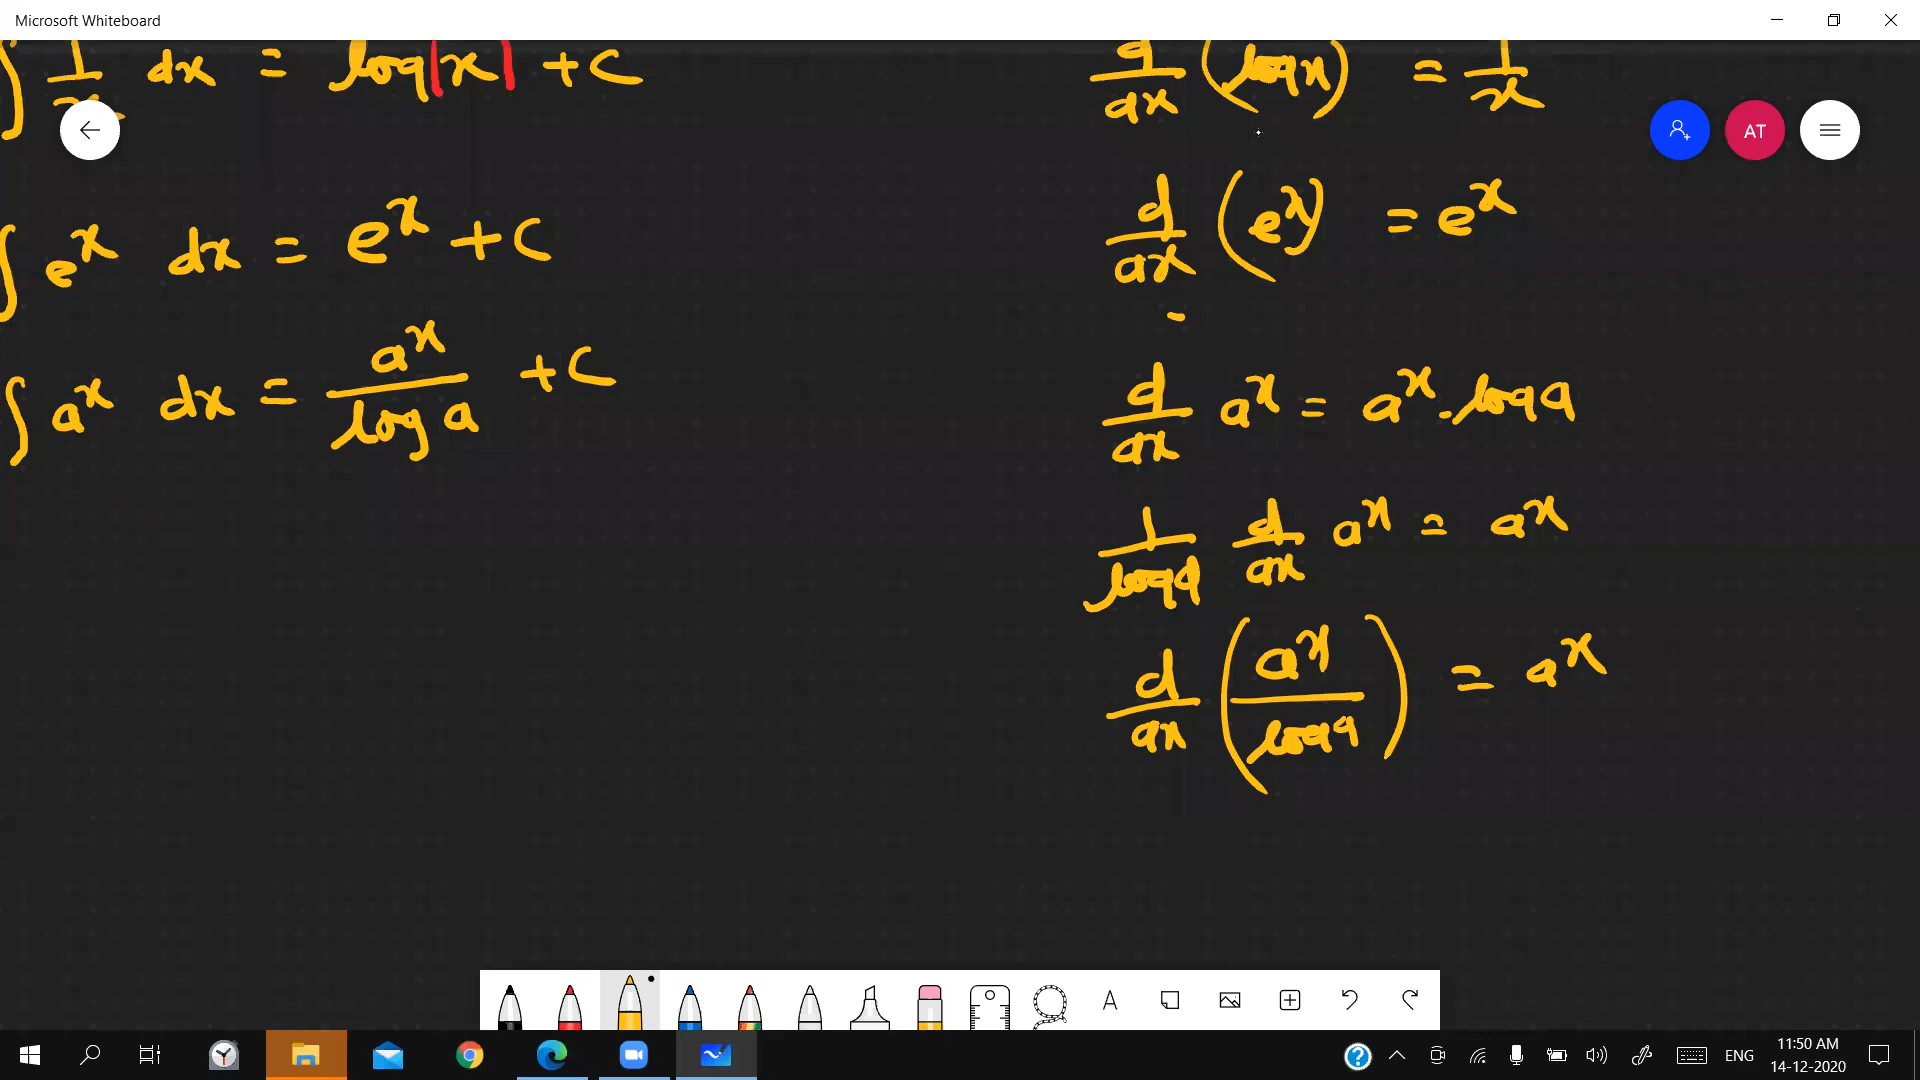 Microsoft Whiteboard
∫ 1/x dx = log|x| + c
∫ e^x dx = e^x + c
∫ a^x dx = a^x / log a + c
d/dx (log x) = 1/x
d/dx (e^x) = e^x
d/dx a^x = a^x . log a
1/log a d/dx a^x = a^x
d/dx (a^x / log a) = a^x
AT
ENG
11:50 AM
14-12-2020